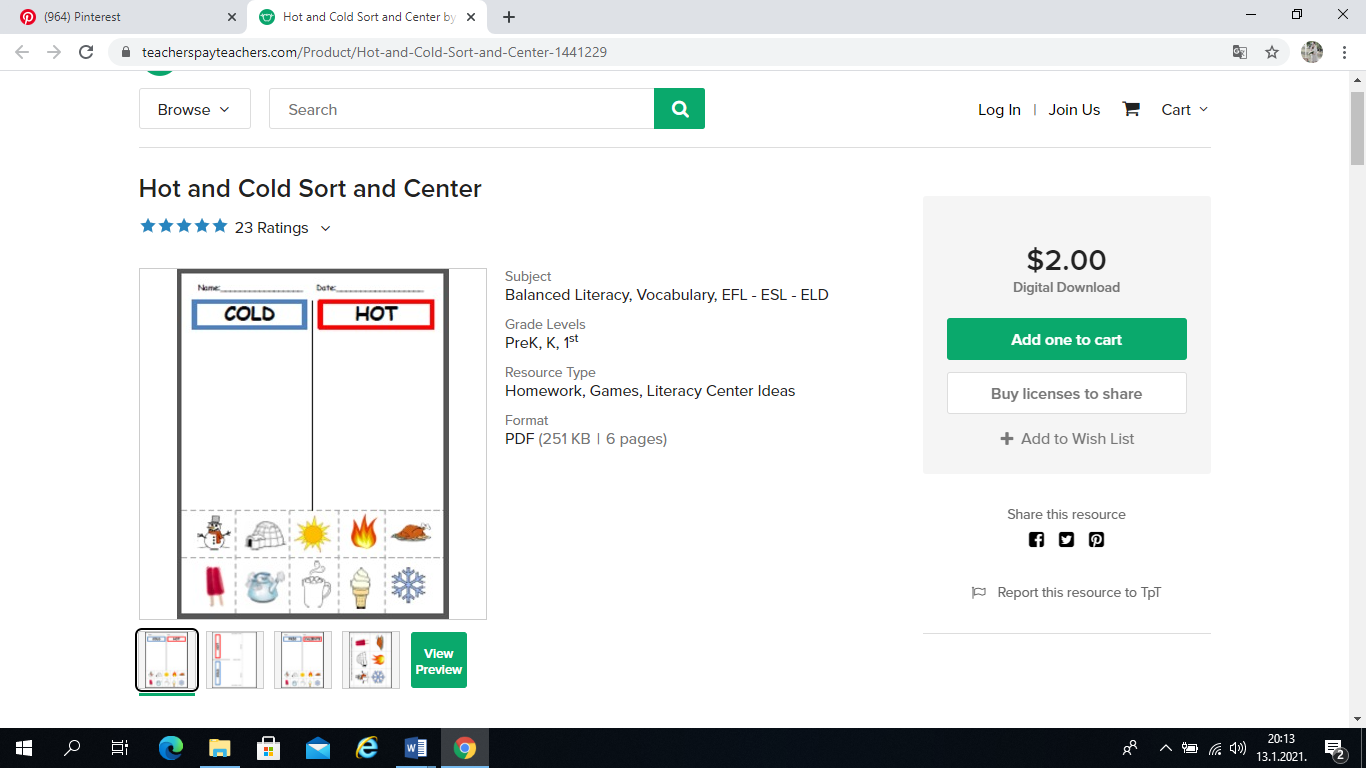 (964) Pinterest
Hot and Cold Sort and Center by
teacherspayteachers.com/Product/Hot-and-Cold-Sort-and-Center-1441229
Browse
Search
Log In | Join Us
Cart
Hot and Cold Sort and Center
23 Ratings
Name:
Date:
COLD
HOT
Subject
Balanced Literacy, Vocabulary, EFL - ESL - ELD
Grade Levels
PreK, K, 1st
Resource Type
Homework, Games, Literacy Center Ideas
Format
PDF (251 KB | 6 pages)
$2.00
Digital Download
Add one to cart
Buy licenses to share
Add to Wish List
Share this resource
Report this resource to TpT
View
Preview
20:13
13.1.2021.
2